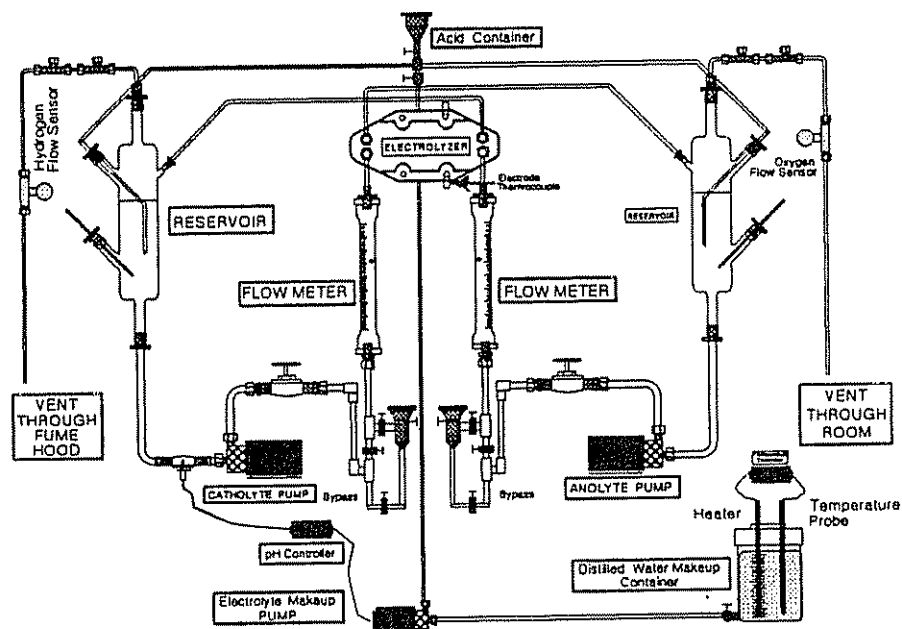 Acid Container
Hydrogen
Flow Sensor
ELECTROLYZER
Electrode
Thermocouple
Oxygen
Flow Sensor
RESERVOIR
RESERVOIR
FLOW METER
FLOW METER
VENT
THROUGH
FUME
HOOD
VENT
THROUGH
ROOM
CATHOLYTE PUMP
Bypass
Bypass
ANOLYTE PUMP
Heater
Temperature
Probe
pH Controller
Distilled Water Makeup
Container
Electrolyte Makeup
PUMP